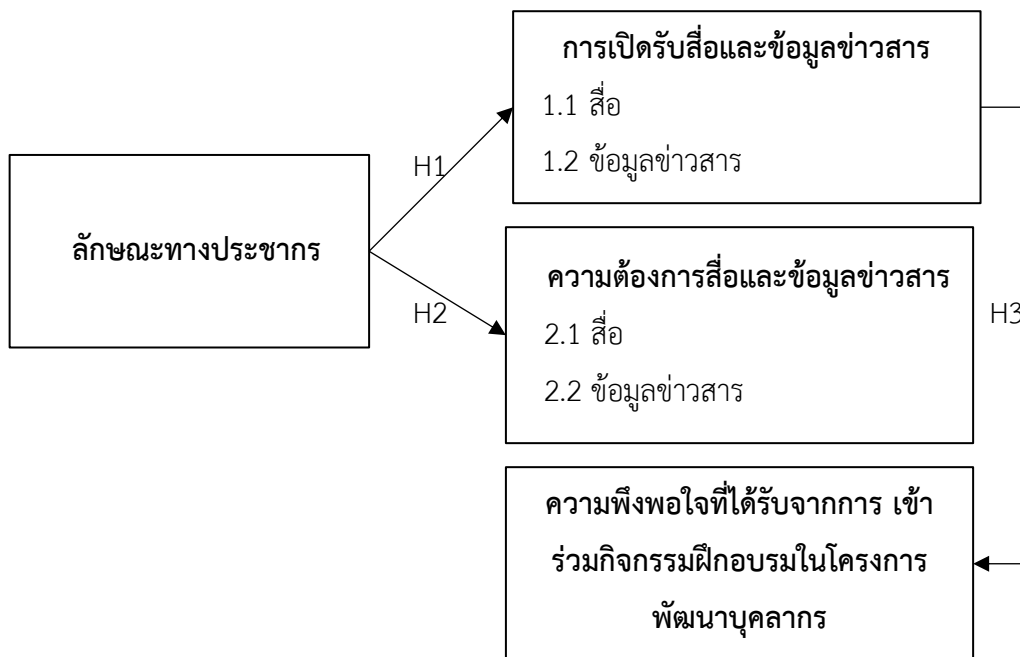 การเปิดรับสื่อและข้อมูลข่าวสาร
1.1 สื่อ
1.2 ข้อมูลข่าวสาร
H1
ลักษณะทางประชากร
H2
ความต้องการสื่อและข้อมูลข่าวสาร
2.1 สื่อ
2.2 ข้อมูลข่าวสาร
H3
ความพึงพอใจที่ได้รับจากการ เข้า
ร่วมกิจกรรมฝึกอบรมในโครงการ
พัฒนาบุคลากร